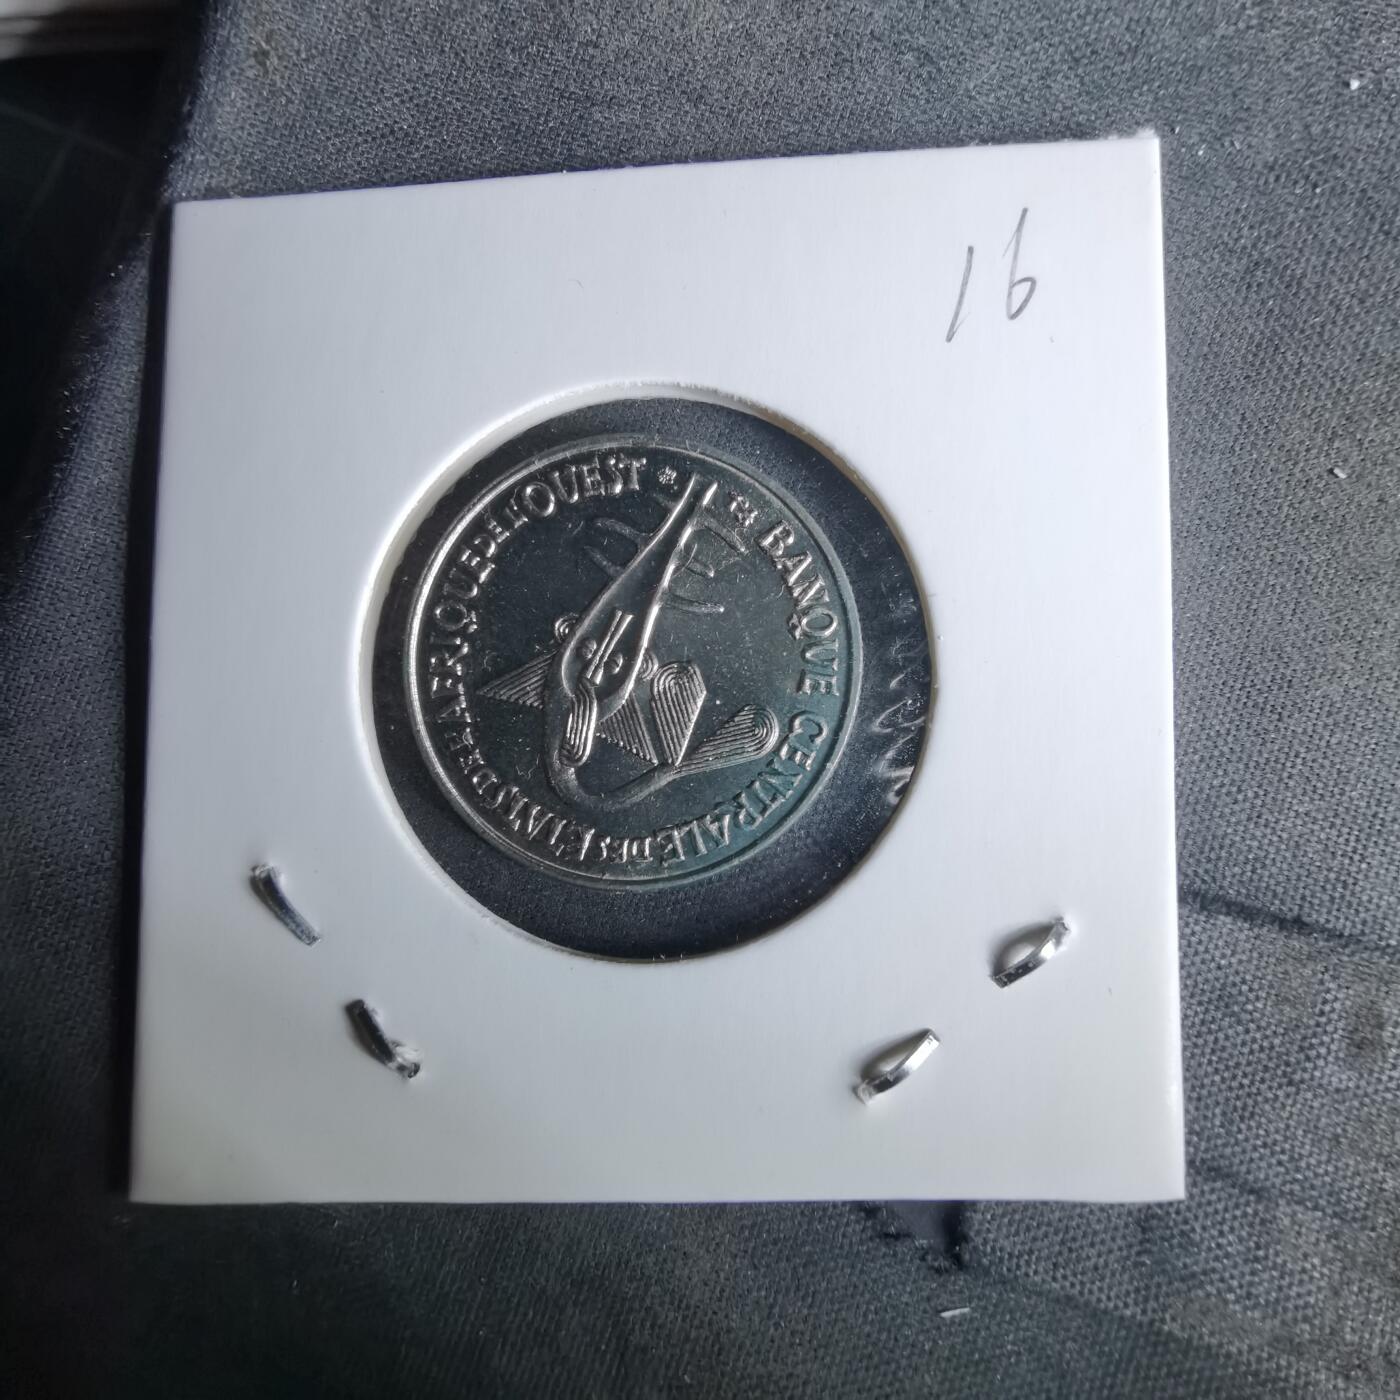 16
BANQUE CENTRALE DES ETATS DE L'AFRIQUE DE L'OUEST